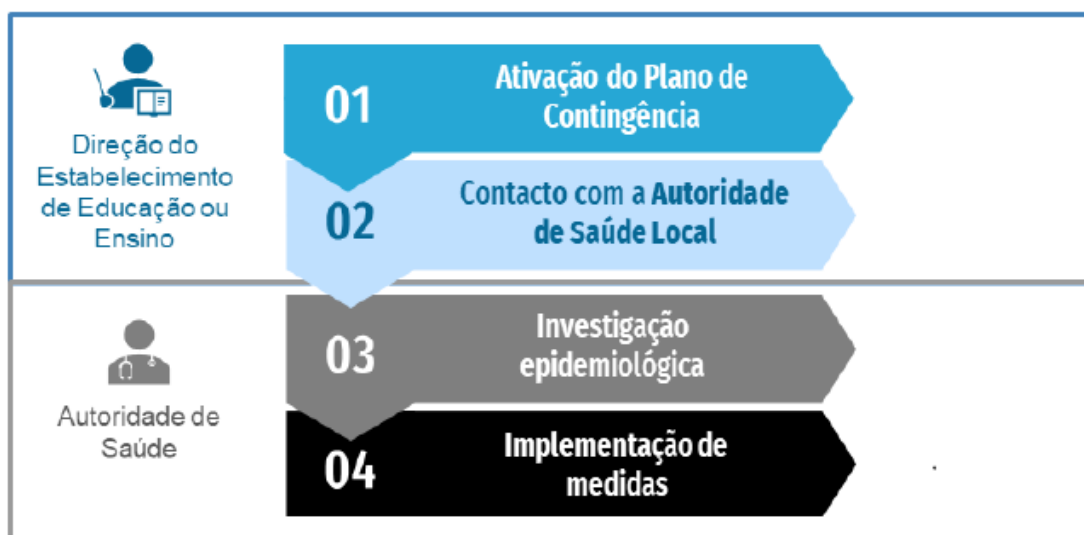 Direção do
Estabelecimento
de Educação ou
Ensino
01
Ativação do Plano de
Contingência
02
Contacto com a Autoridade
de Saúde Local
Autoridade de
Saúde
03
Investigação
epidemiológica
04
Implementação de
medidas